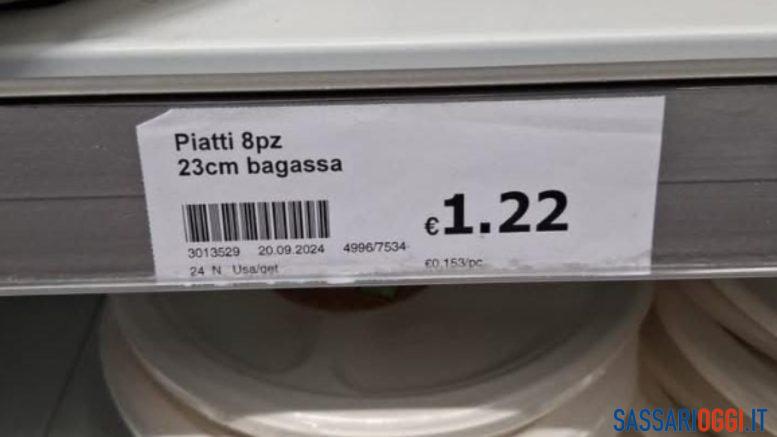 Piatti 8pz
23cm bagassa
€1.22
3013529 20.09.2024 4996/7534
24 N Usa/get
€0.153/pc
SASSARIOGGI.IT